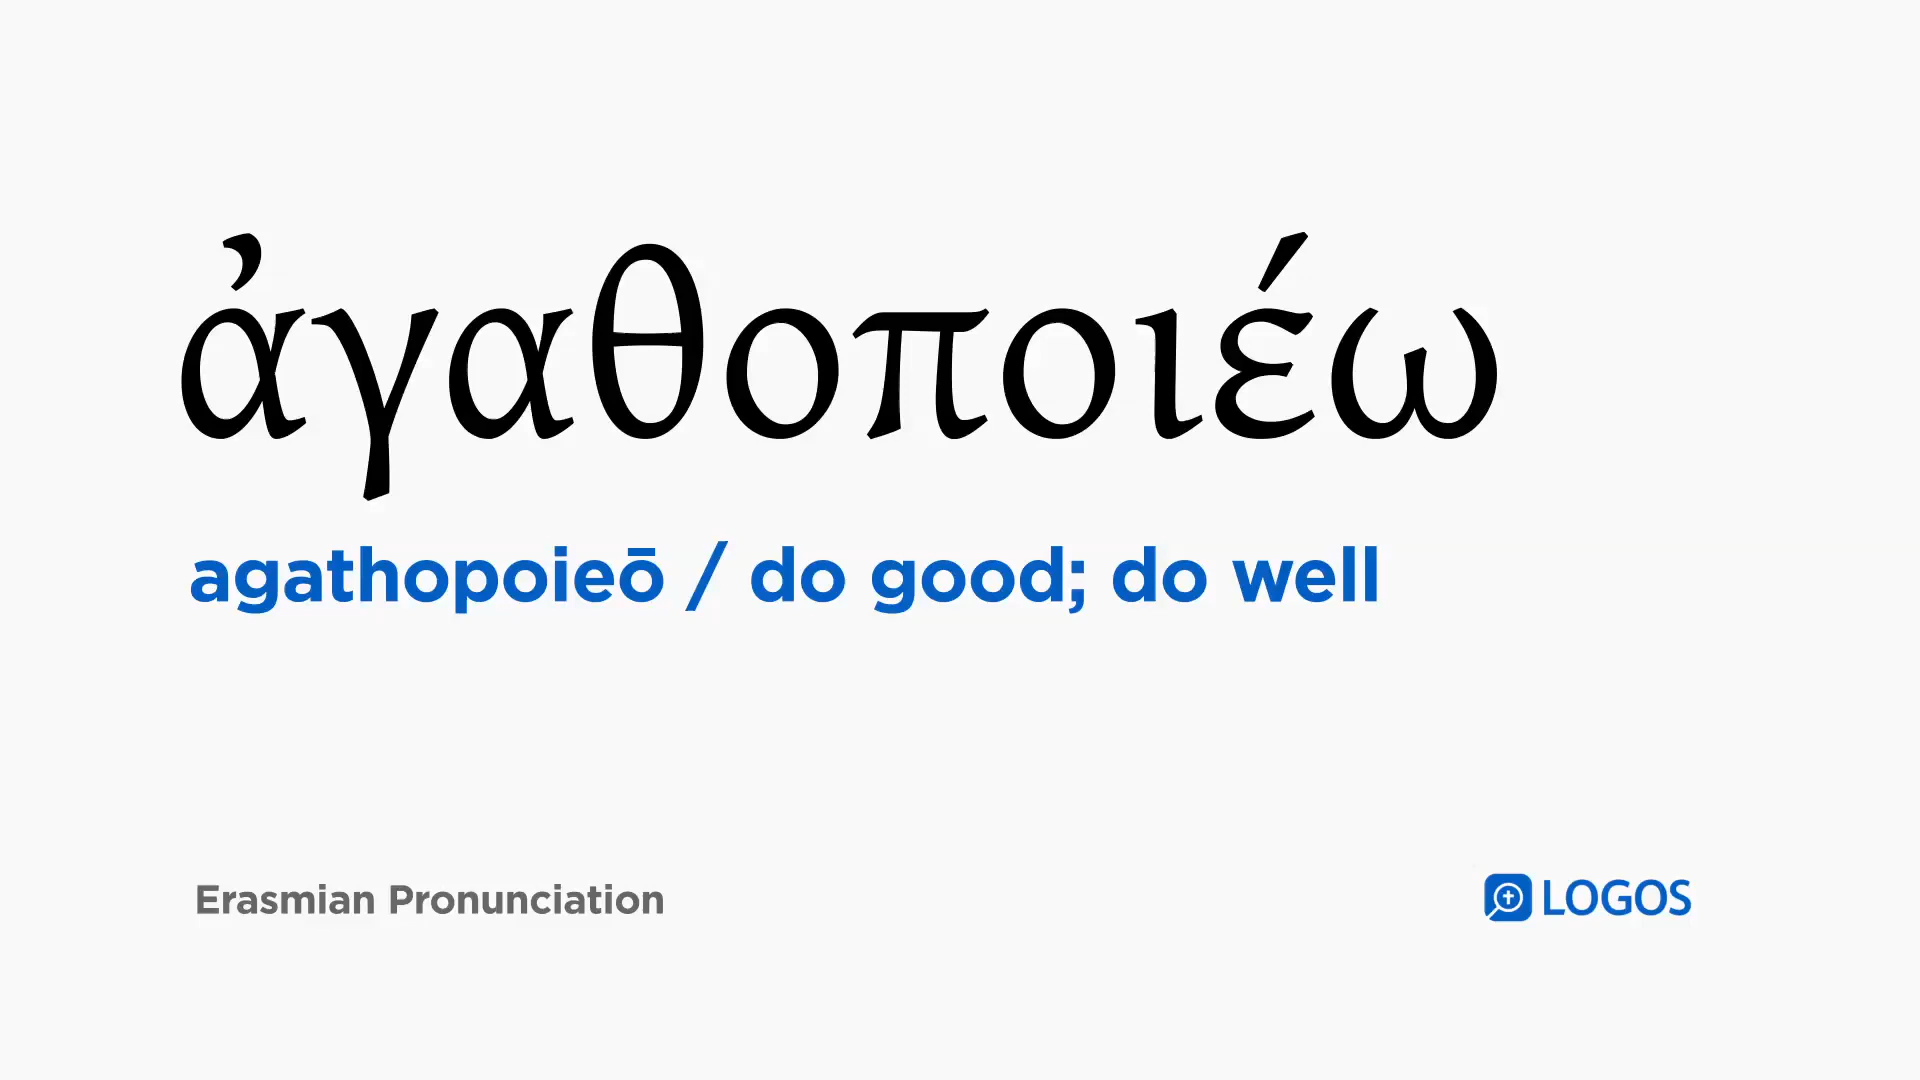 ἀγαθοποιέω
agathopoieō / do good; do well
Erasmian Pronunciation
LOGOS